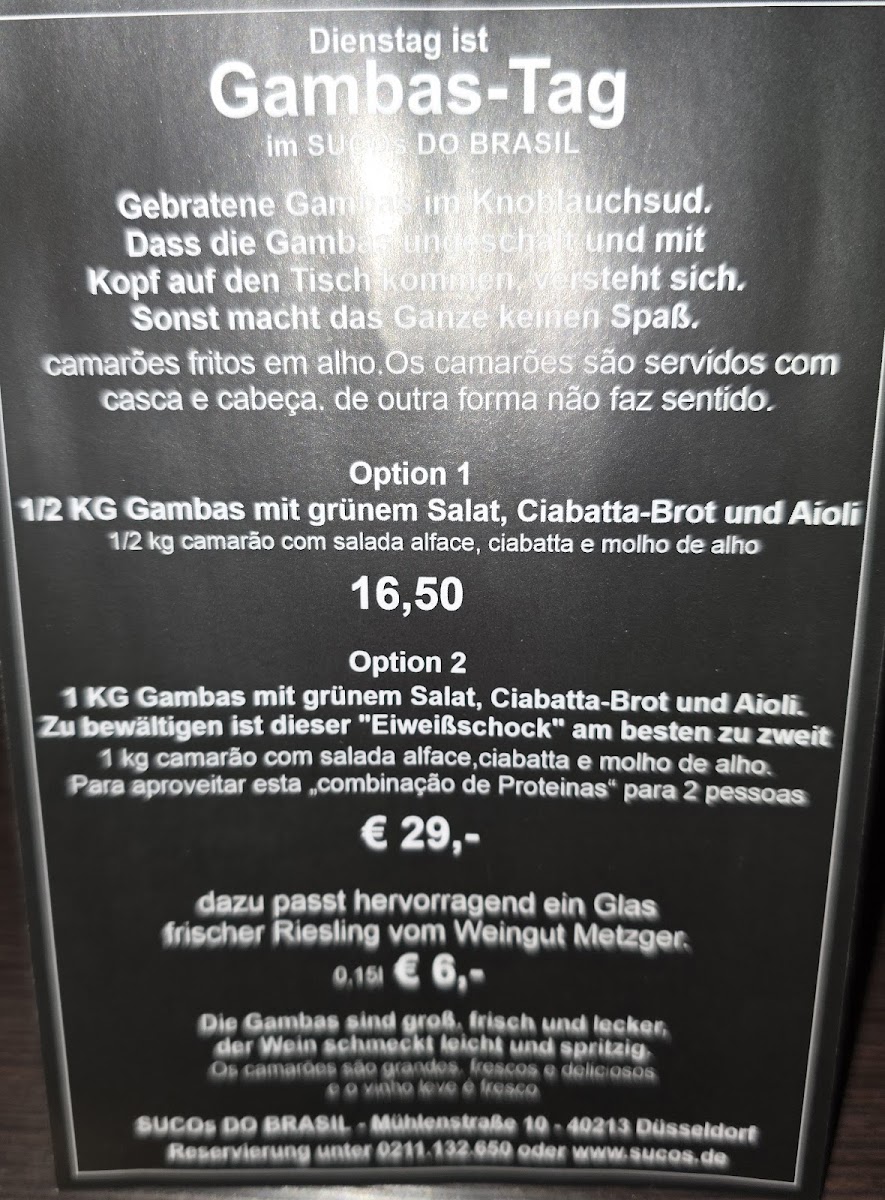 Dienstag ist
Gambas-Tag
im SUCOs DO BRASIL
Gebratene Gambas im Knoblauchsud.
Dass die Gambas ungeschält und mit
Kopf auf den Tisch kommen, versteht sich.
Sonst macht das Ganze keinen Spaß.
camarões fritos em alho.Os camarões são servidos com
casca e cabeça. de outra forma não faz sentido.
Option 1
1/2 KG Gambas mit grünem Salat, Ciabatta-Brot und Aioli
1/2 kg camarão com salada alface, ciabatta e molho de alho
16,50
Option 2
1 KG Gambas mit grünem Salat, Ciabatta-Brot und Aioli.
Zu bewältigen ist dieser "Eiweißschock" am besten zu zweit
1 kg camarão com salada alface,ciabatta e molho de alho.
Para aproveitar esta „combinação de Proteinas“ para 2 pessoas
€ 29,-
dazu passt hervorragend ein Glas
frischer Riesling vom Weingut Metzger.
0,15l € 6,-
Die Gambas sind groß, frisch und lecker,
der Wein schmeckt leicht und spritzig.
Os camarões são grandes, frescos e deliciosos
e o vinho leve e fresco
SUCOs DO BRASIL - Mühlenstraße 10 - 40213 Düsseldorf
Reservierung unter 0211.132.650 oder www.sucos.de